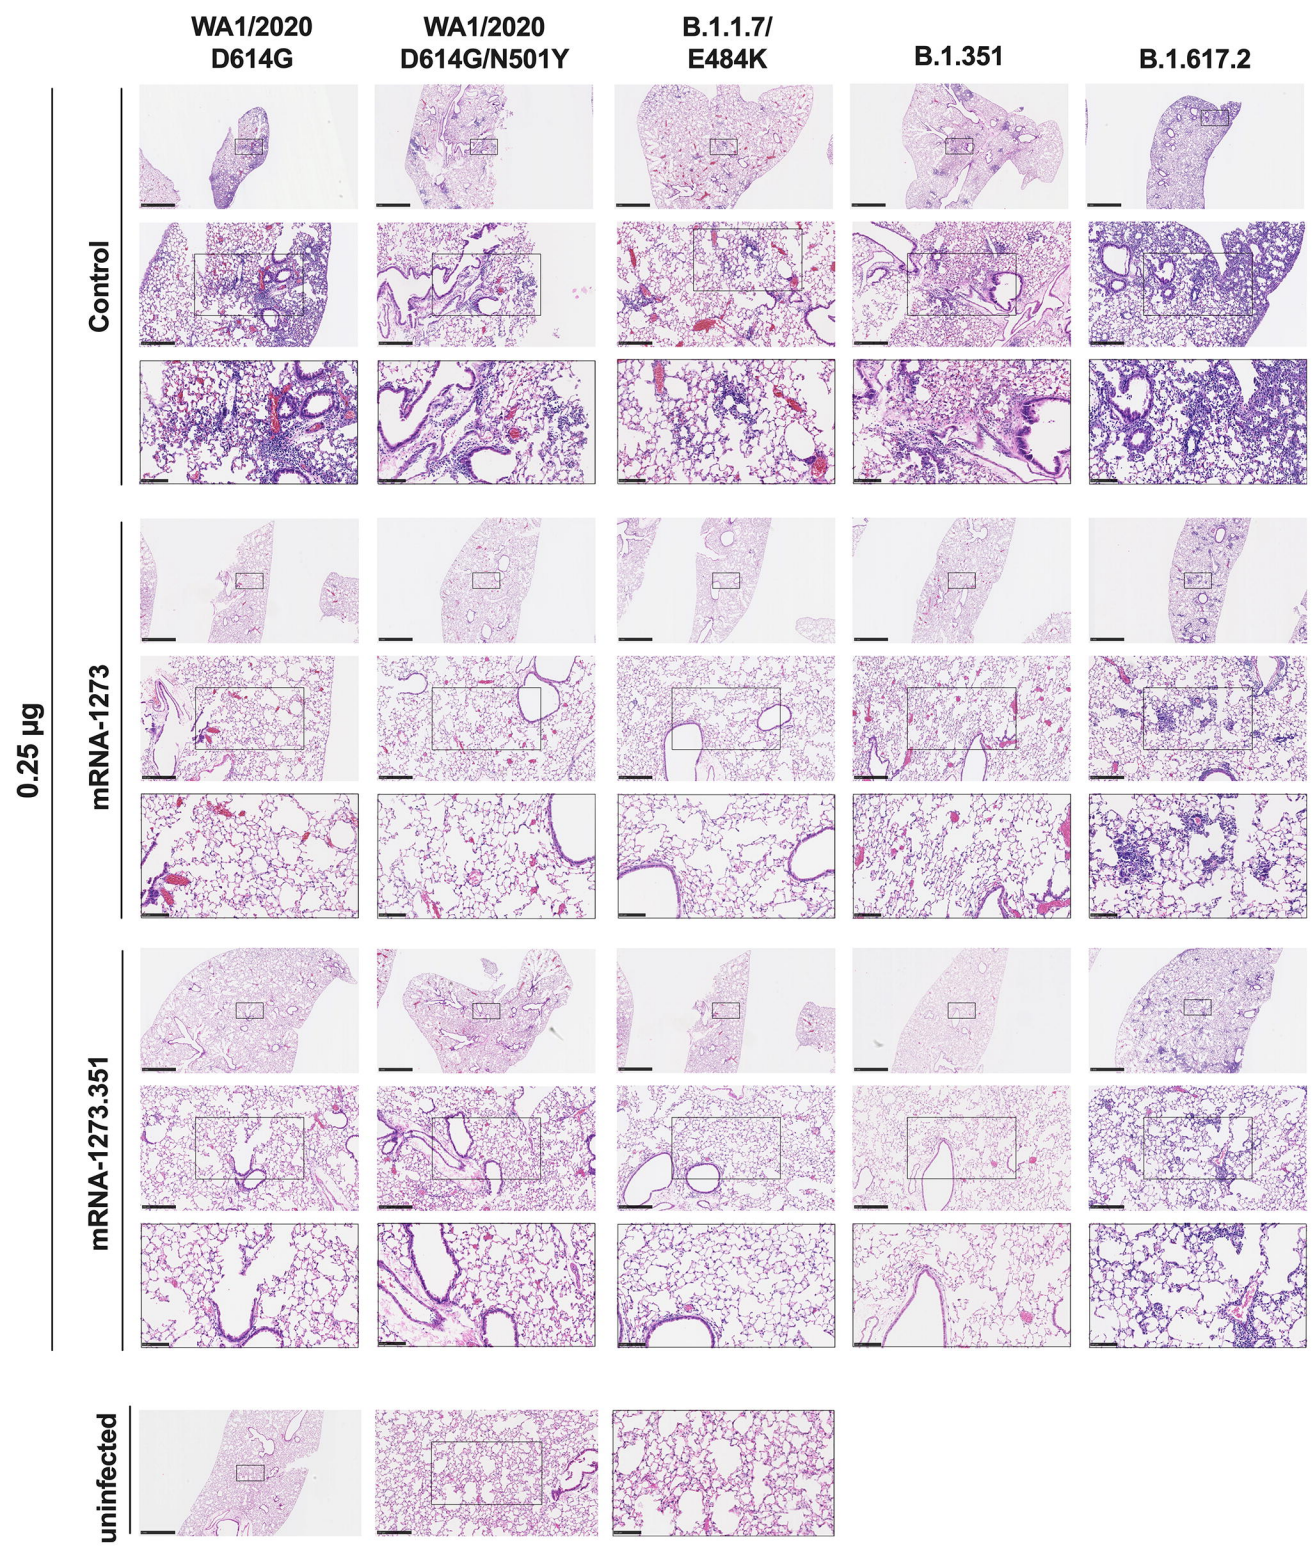 WA1/2020
D614G
WA1/2020
D614G/N501Y
B.1.1.7/
E484K
B.1.351
B.1.617.2
0.25 µg
Control
mRNA-1273
mRNA-1273.351
uninfected